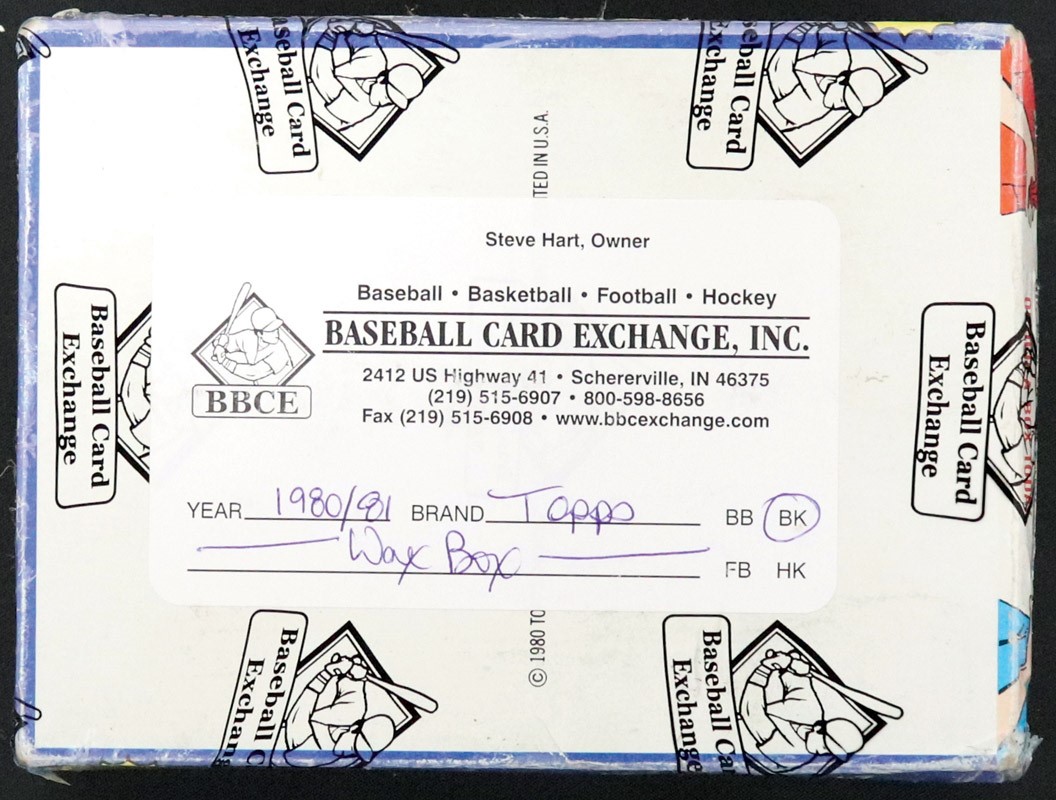 Baseball Card
Exchange
Baseball Card
Exchange
TED IN U.S.A.
Steve Hart, Owner
Baseball • Basketball • Football • Hockey
BASEBALL CARD EXCHANGE, INC.
BBCE
2412 US Highway 41 • Schererville, IN 46375
(219) 515-6907 • 800-598-8656
Fax (219) 515-6908 • www.bbcexchange.com
Baseball Card
Exchange
Baseball Card
Exchange
YEAR 1980/81 BRAND Topps BB BK
Wax Box FB HK
© 1980 TO
Baseball C
Exchang
Baseball Ca
Exchange